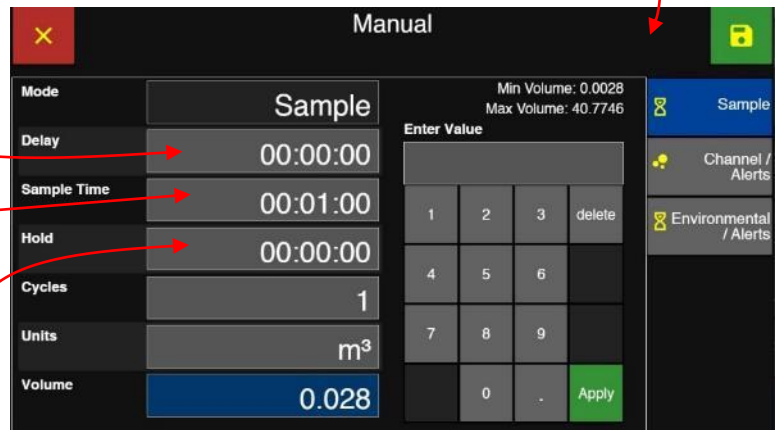 Manual
Mode
Sample
Delay
00:00:00
Sample Time
00:01:00
Hold
00:00:00
Cycles
1
Units
m³
Volume
0.028
Min Volume: 0.0028
Max Volume: 40.7746
Enter Value
1 2 3 delete
4 5 6
7 8 9
0 . Apply
Sample
Channel /
Alerts
Environmental
/ Alerts